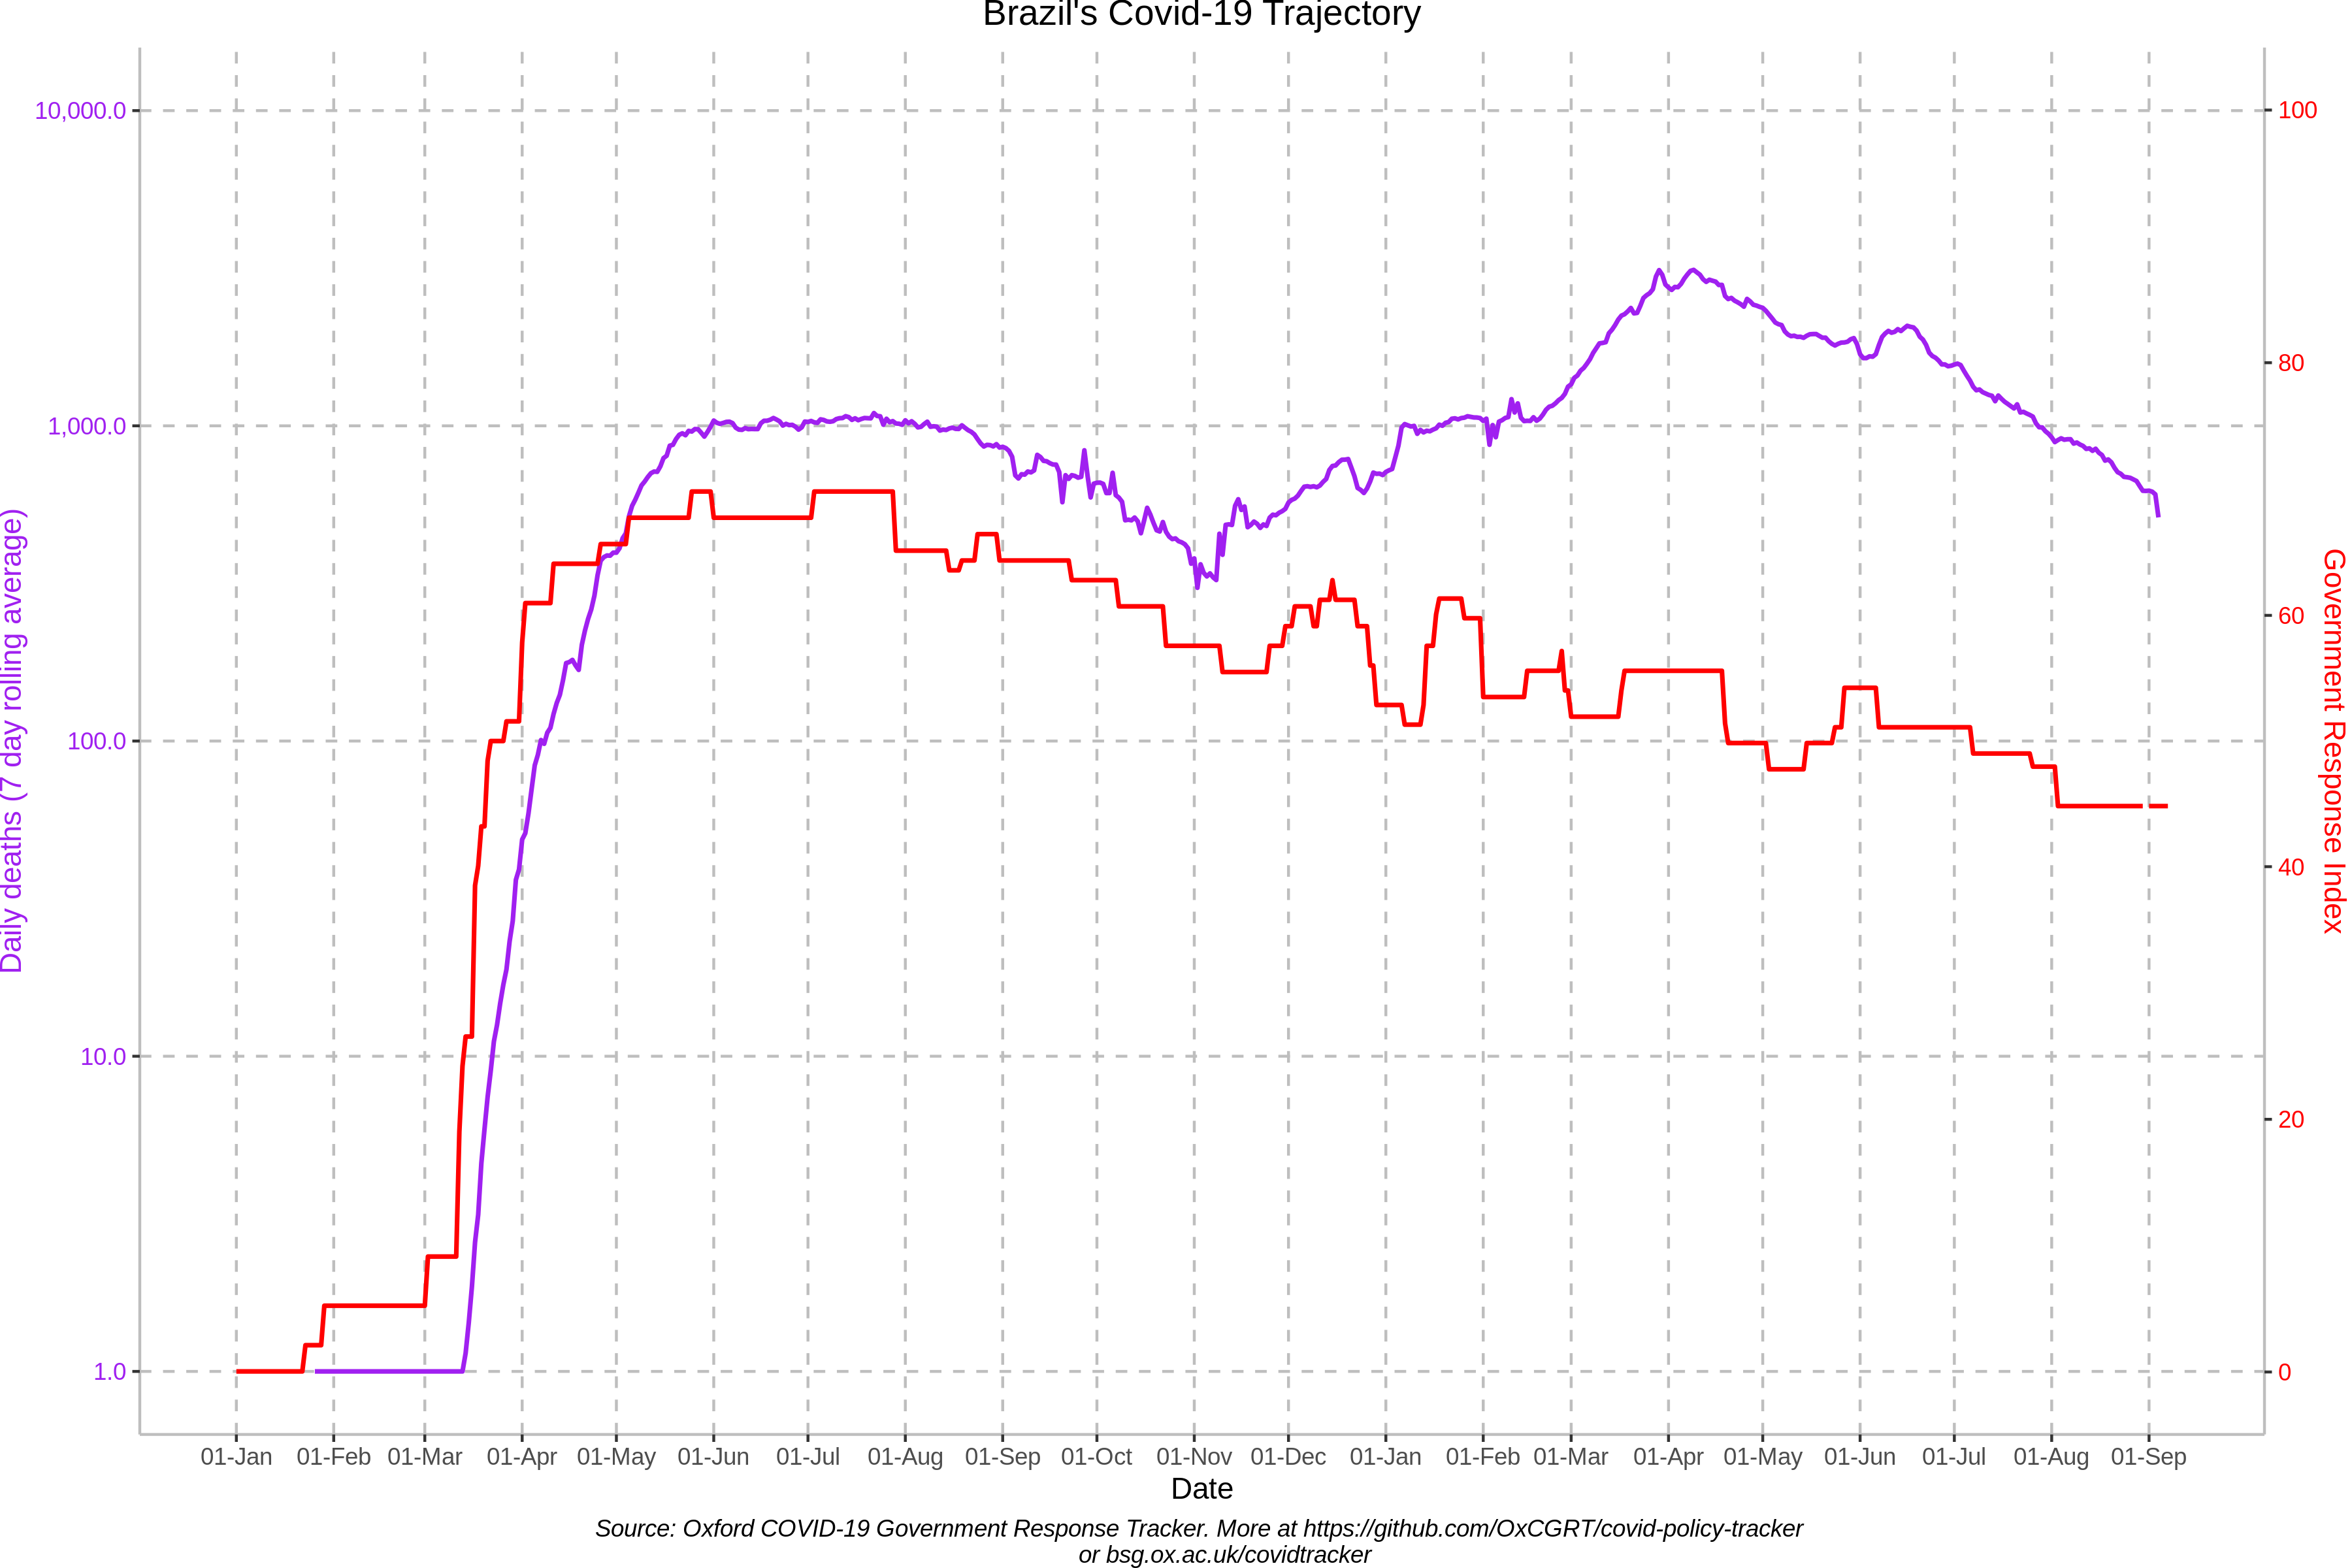 Brazil's Covid-19 Trajectory
10,000.0
1,000.0
100.0
10.0
1.0
Daily deaths (7 day rolling average)
100
80
60
40
20
0
Government Response Index
01-Jan 01-Feb 01-Mar 01-Apr 01-May 01-Jun 01-Jul 01-Aug 01-Sep 01-Oct 01-Nov 01-Dec 01-Jan 01-Feb 01-Mar 01-Apr 01-May 01-Jun 01-Jul 01-Aug 01-Sep
Date
Source: Oxford COVID-19 Government Response Tracker. More at https://github.com/OxCGRT/covid-policy-tracker
or bsg.ox.ac.uk/covidtracker